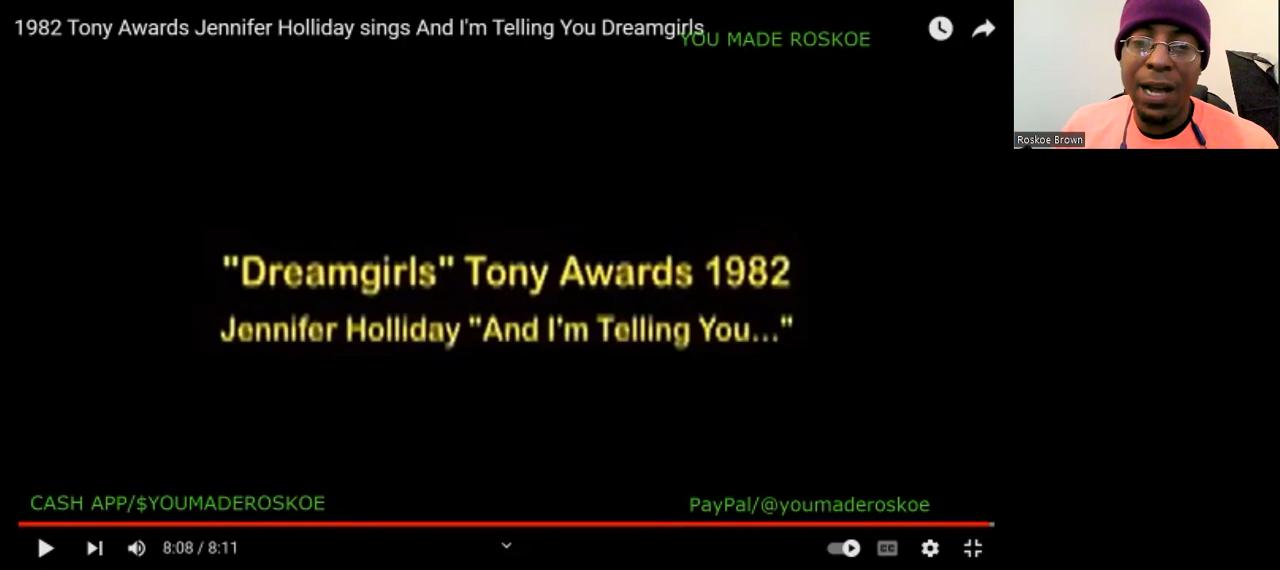 1982 Tony Awards Jennifer Holliday sings And I'm Telling You Dreamgirls
YOU MADE ROSKOE
Roskoe Brown
"Dreamgirls" Tony Awards 1982
Jennifer Holliday "And I'm Telling You..."
CASH APP/$YOUMADEROSKOE
PayPal/@youmaderoskoe
8:08 / 8:11
CC